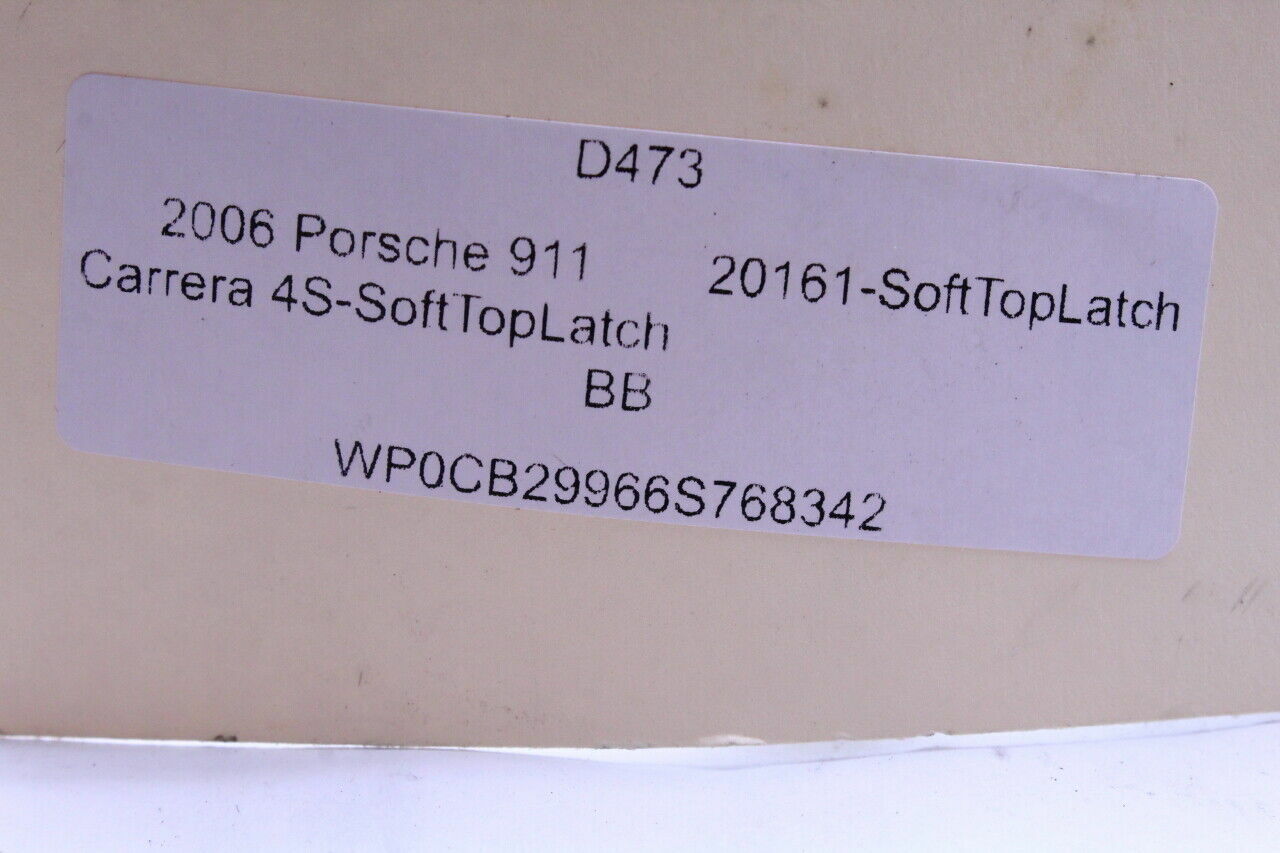 D473
2006 Porsche 911
Carrera 4S-SoftTopLatch
20161-SoftTopLatch
BB
WP0CB29966S768342